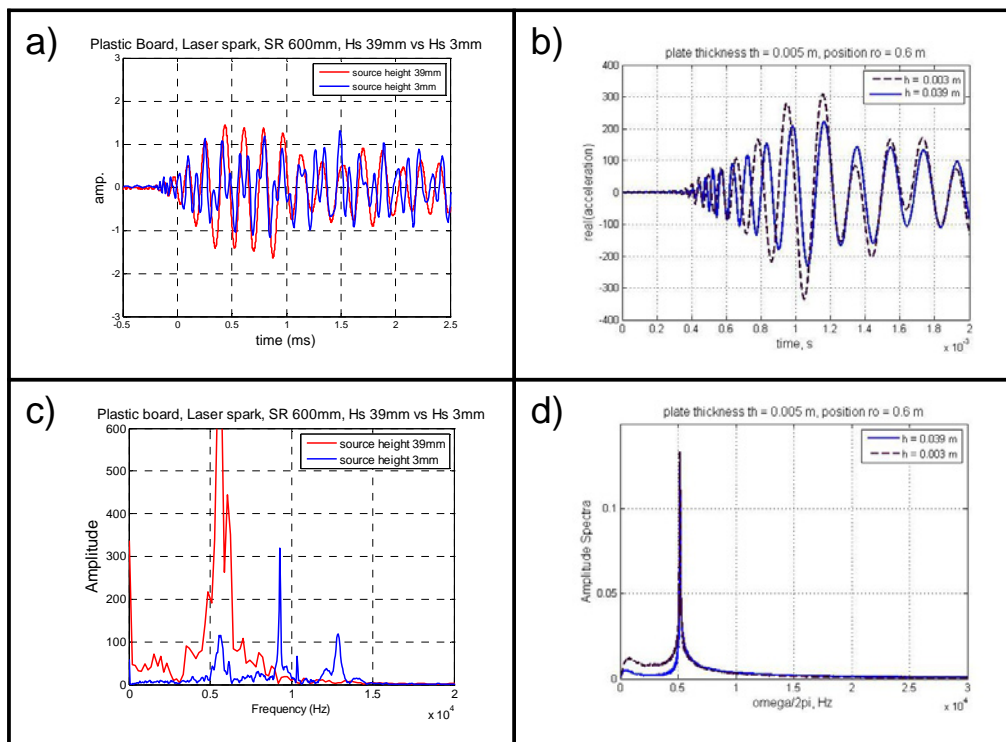 a)
Plastic Board, Laser spark, SR 600mm, Hs 39mm vs Hs 3mm
source height 39mm
source height 3mm
3
2
1
0
-1
-2
-3
amp.
-0.5 0 0.5 1 1.5 2 2.5
time (ms)
b)
plate thickness th = 0.005 m, position ro = 0.6 m
h = 0.003 m
h = 0.039 m
400
300
200
100
0
-100
-200
-300
-400
real(acceleration)
0 0.2 0.4 0.6 0.8 1 1.2 1.4 1.6 1.8 2
time, s
x 10⁻³
c)
Plastic board, Laser spark, SR 600mm, Hs 39mm vs Hs 3mm
source height 39mm
source height 3mm
600
500
400
300
200
100
0
Amplitude
0 0.5 1 1.5 2
Frequency (Hz)
x 10⁴
d)
plate thickness th = 0.005 m, position ro = 0.6 m
h = 0.039 m
h = 0.003 m
0.1
0.05
0
Amplitude Spectra
0 0.5 1 1.5 2 2.5 3
omega/2pi, Hz
x 10⁴